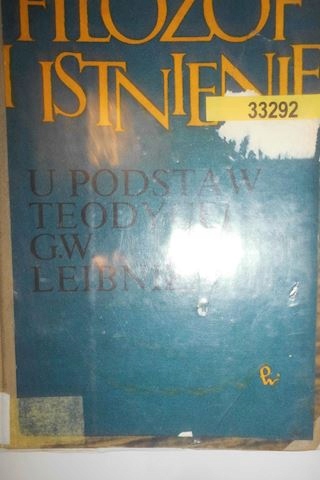 FILOZOF
I ISTNIENIE
33292
U PODSTAW
G.W.